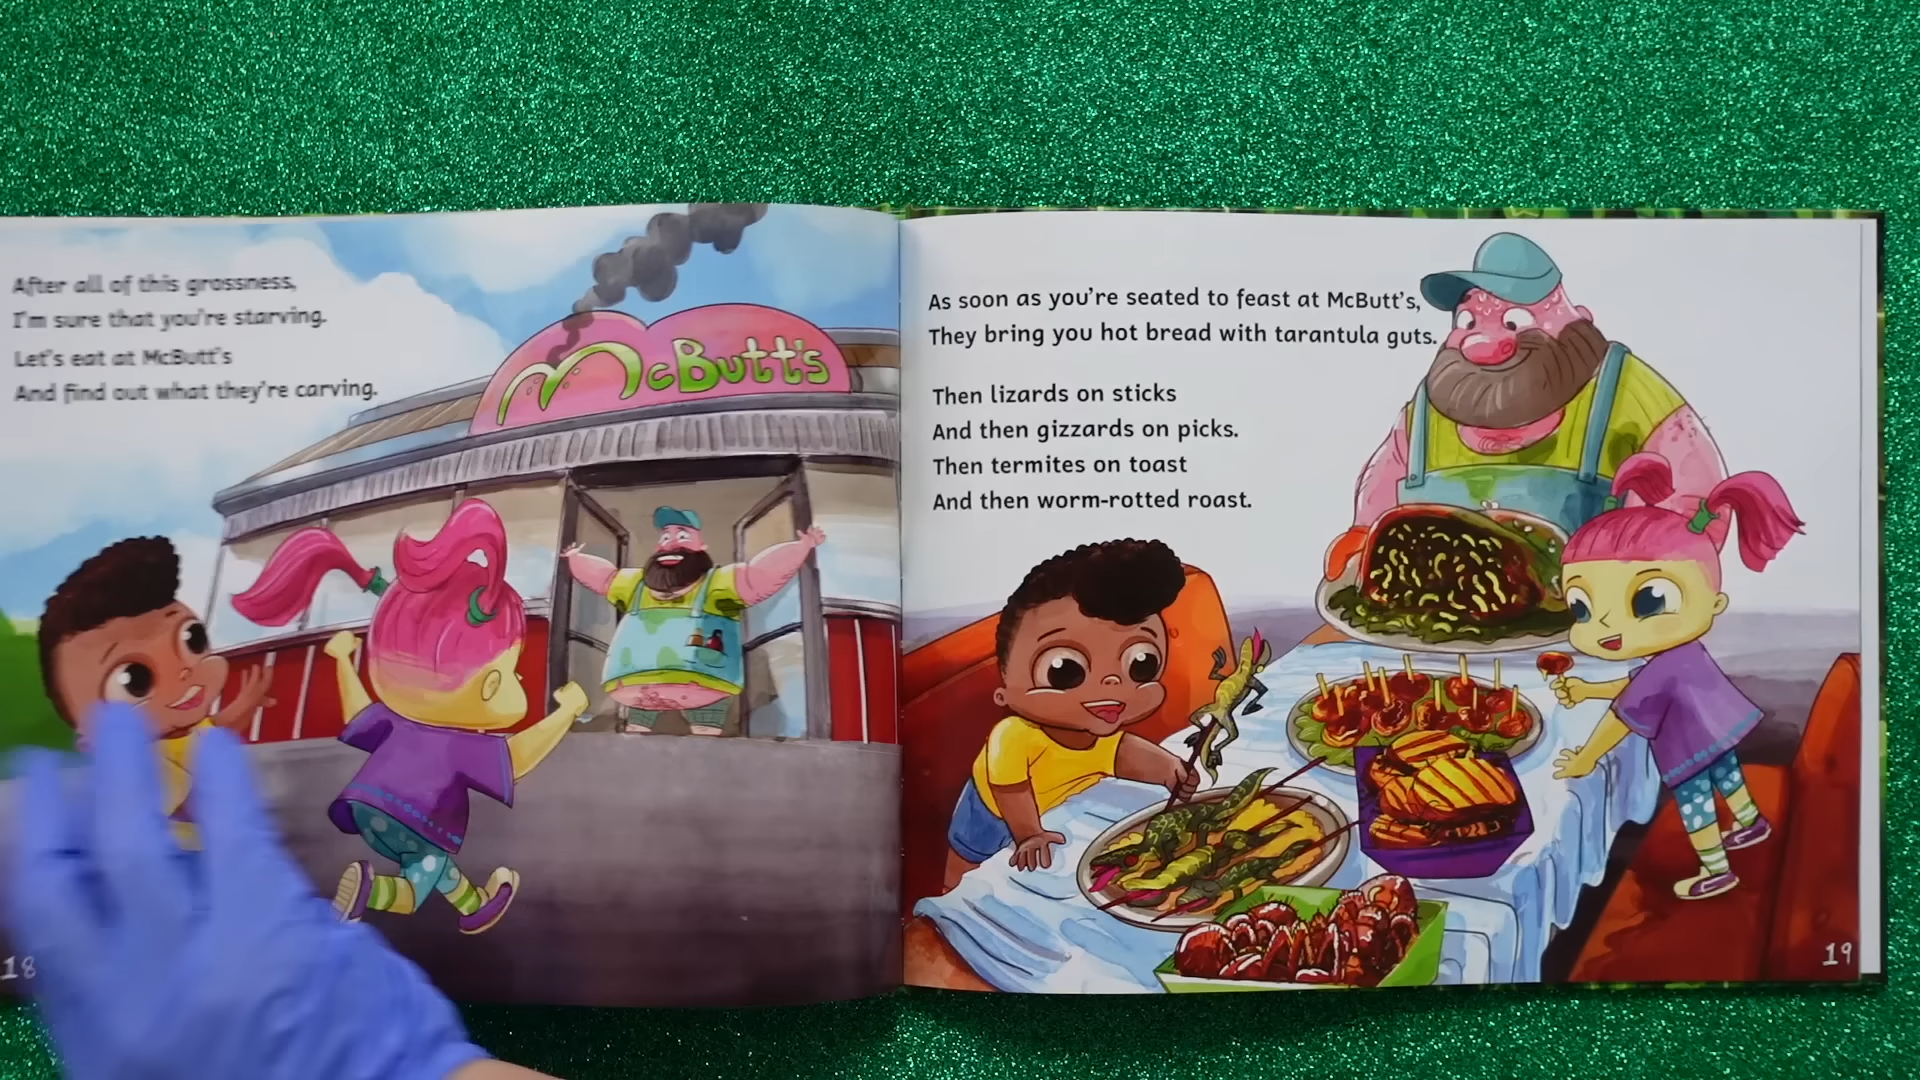 After all of this grossness,
I'm sure that you're starving.
Let's eat at McButt's
And find out what they're carving.
McButt's
18
As soon as you're seated to feast at McButt's,
They bring you hot bread with tarantula guts.
Then lizards on sticks
And then gizzards on picks.
Then termites on toast
And then worm-rotted roast.
19